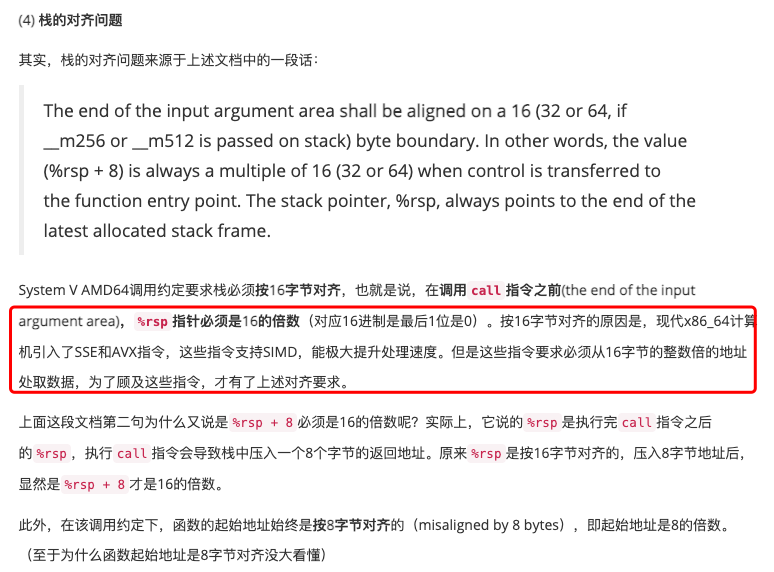 (4) 栈的对齐问题
其实，栈的对齐问题来源于上述文档中的一段话：
The end of the input argument area shall be aligned on a 16 (32 or 64, if
__m256 or __m512 is passed on stack) byte boundary. In other words, the value
(%rsp + 8) is always a multiple of 16 (32 or 64) when control is transferred to
the function entry point. The stack pointer, %rsp, always points to the end of the
latest allocated stack frame.
System V AMD64调用约定要求栈必须按16字节对齐，也就是说，在调用 call 指令之前(the end of the input
argument area)，%rsp 指针必须是16的倍数（对应16进制是最后1位是0）。按16字节对齐的原因是，现代x86_64计算
机引入了SSE和AVX指令，这些指令支持SIMD，能极大提升处理速度。但是这些指令要求必须从16字节的整数倍的地址
处取数据，为了顾及这些指令，才有了上述对齐要求。
上面这段文档第二句为什么又说是 %rsp + 8 必须是16的倍数呢？实际上，它说的 %rsp 是执行完 call 指令之后
的 %rsp ，执行 call 指令会导致栈中压入一个8个字节的返回地址。原来 %rsp 是按16字节对齐的，压入8字节地址后，
显然是 %rsp + 8 才是16的倍数。
此外，在该调用约定下，函数的起始地址始终是按8字节对齐的（misaligned by 8 bytes），即起始地址是8的倍数。
（至于为什么函数起始地址是8字节对齐没大看懂）